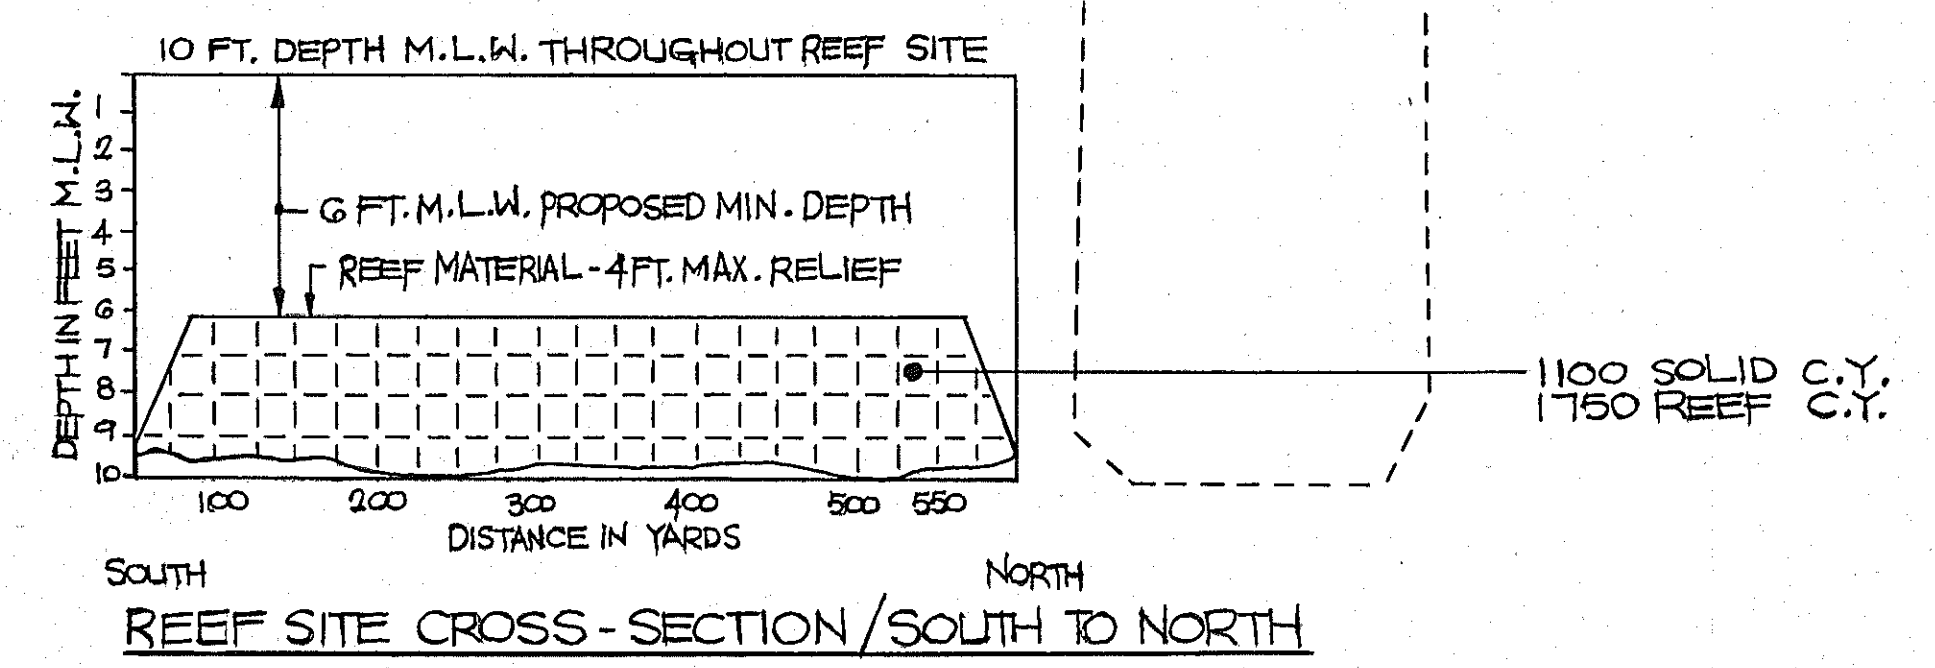 10 FT. DEPTH M.L.W. THROUGHOUT REEF SITE
DEPTH IN FEET M.L.W.
1
2
3
4
5
6
7
8
9
10
6 FT. M.L.W. PROPOSED MIN. DEPTH
REEF MATERIAL - 4 FT. MAX. RELIEF
1100 SOLID C.Y.
1750 REEF C.Y.
100 200 300 400 500 550
DISTANCE IN YARDS
SOUTH NORTH
REEF SITE CROSS-SECTION / SOUTH TO NORTH